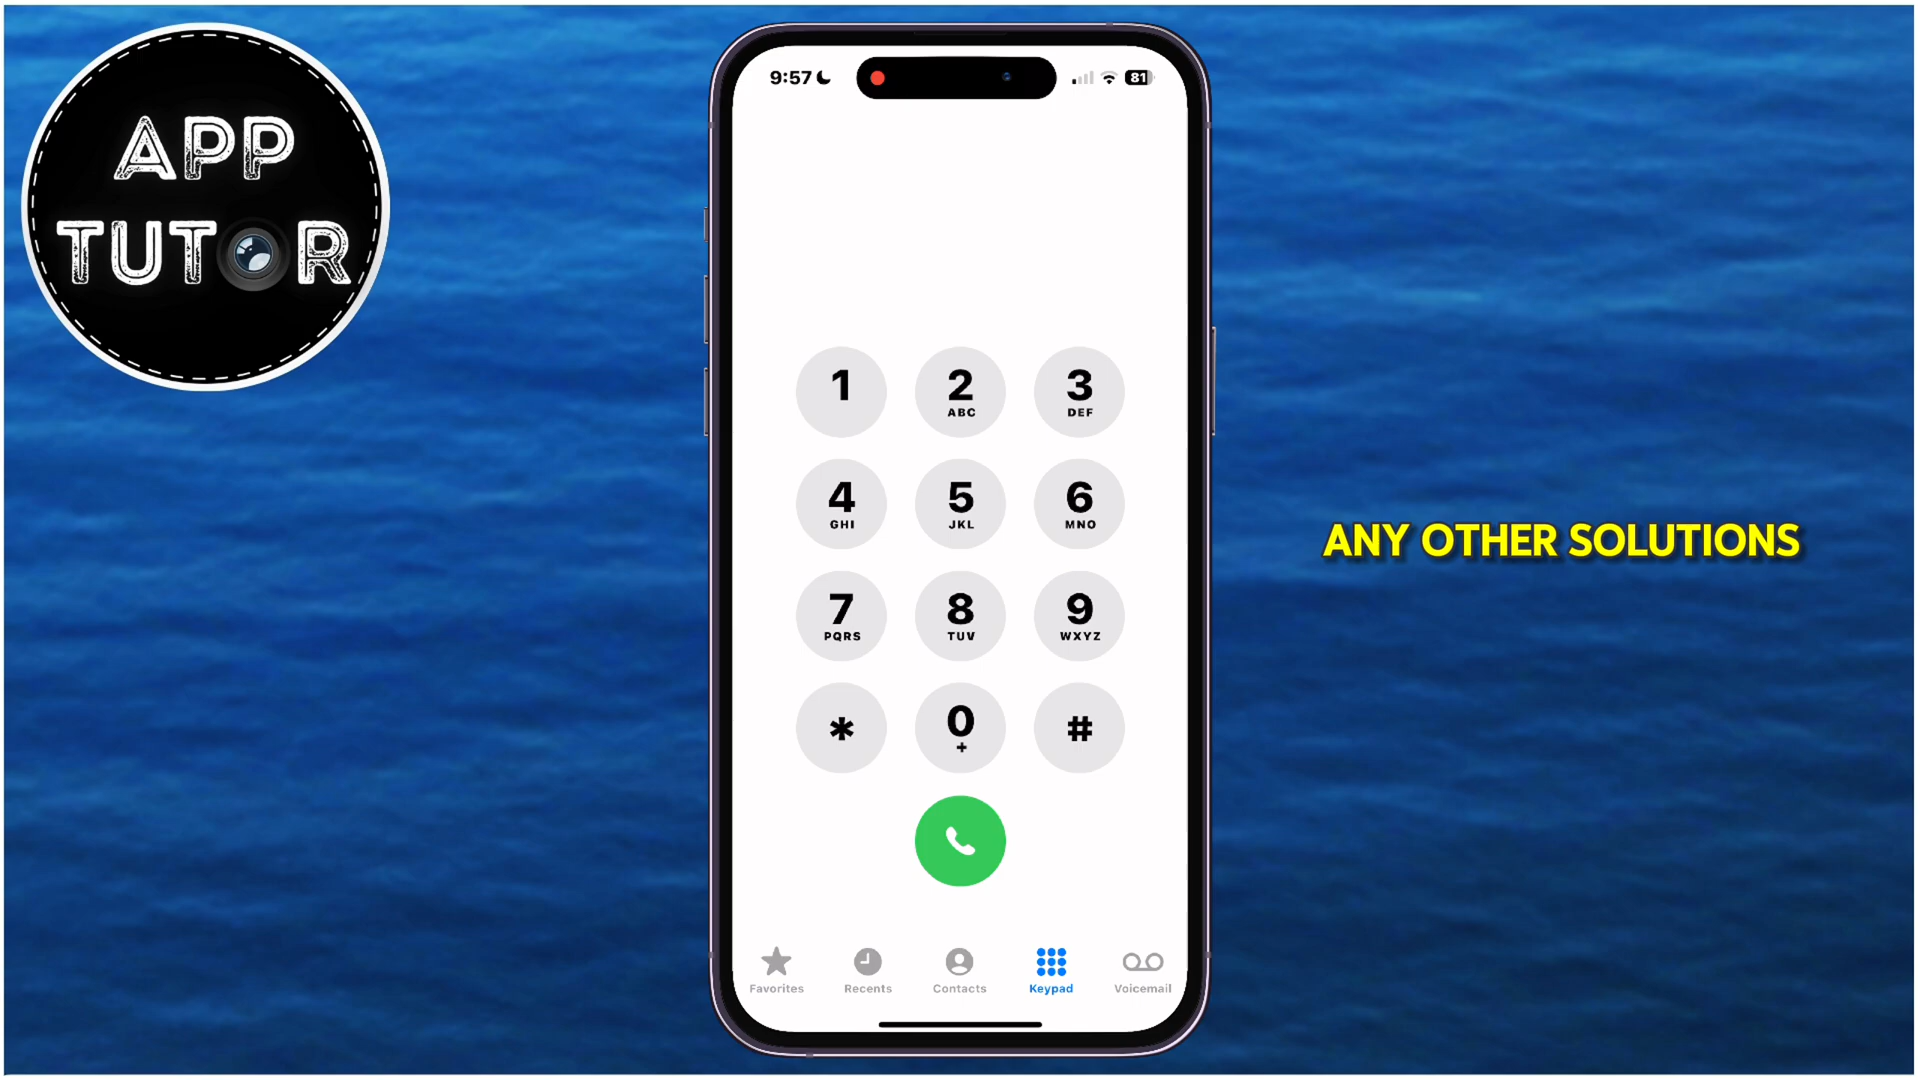 APP
TUTOR
9:57
81
1
2
ABC
3
DEF
4
GHI
5
JKL
6
MNO
7
PQRS
8
TUV
9
WXYZ
*
0
+
#
Favorites
Recents
Contacts
Keypad
Voicemail
ANY OTHER SOLUTIONS